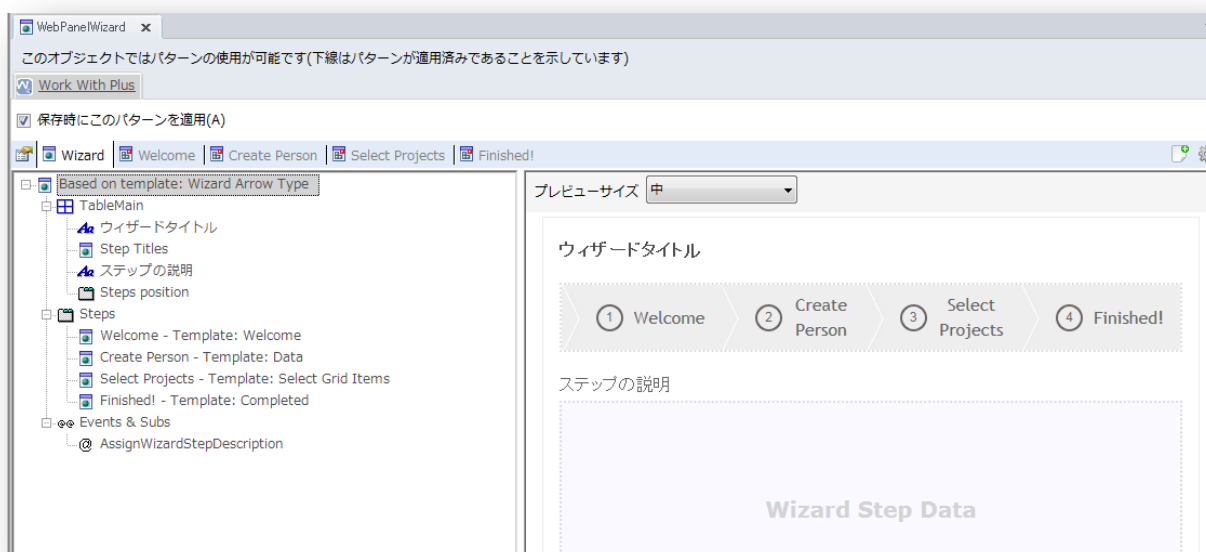 WebPanelWizard x
このオブジェクトではパターンの使用が可能です(下線はパターンが適用済みであることを示しています)
Work With Plus
保存時にこのパターンを適用(A)
Wizard Welcome Create Person Select Projects Finished!
Based on template: Wizard Arrow Type
TableMain
ウィザードタイトル
Step Titles
ステップの説明
Steps position
Steps
Welcome - Template: Welcome
Create Person - Template: Data
Select Projects - Template: Select Grid Items
Finished! - Template: Completed
Events & Subs
AssignWizardStepDescription
プレビューサイズ 中
ウィザードタイトル
1 Welcome
2 Create
Person
3 Select
Projects
4 Finished!
ステップの説明
Wizard Step Data